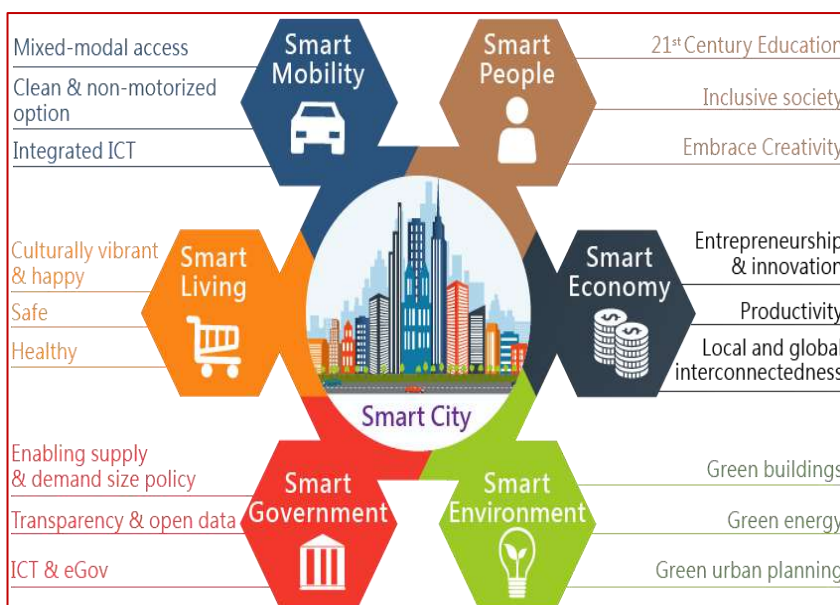 Mixed-modal access
Clean & non-motorized
option
Integrated ICT
Smart
Mobility
Smart
People
21st Century Education
Inclusive society
Embrace Creativity
Culturally vibrant
& happy
Safe
Healthy
Smart
Living
Smart City
Smart
Economy
Entrepreneurship
& innovation
Productivity
Local and global
interconnectedness
Enabling supply
& demand size policy
Transparency & open data
ICT & eGov
Smart
Government
Smart
Environment
Green buildings
Green energy
Green urban planning